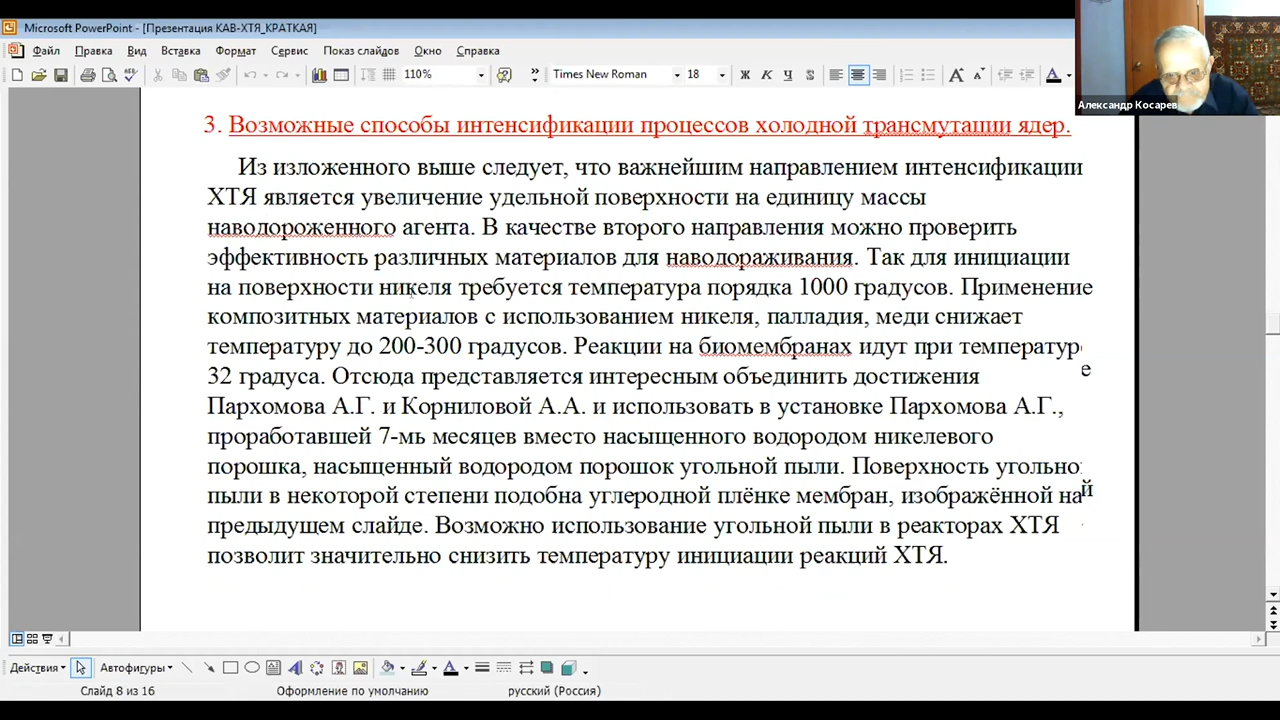 Microsoft PowerPoint - [Презентация КАВ-ХТЯ_КРАТКАЯ]
Файл Правка Вид Вставка Формат Сервис Показ слайдов Окно Справка
110% Times New Roman 18 Ж К Ч S
Александр Косарев
3. Возможные способы интенсификации процессов холодной трансмутации ядер.
Из изложенного выше следует, что важнейшим направлением интенсификации
ХТЯ является увеличение удельной поверхности на единицу массы
наводороженного агента. В качестве второго направления можно проверить
эффективность различных материалов для наводораживания. Так для инициации
на поверхности никеля требуется температура порядка 1000 градусов. Применение
композитных материалов с использованием никеля, палладия, меди снижает
температуру до 200-300 градусов. Реакции на биомембранах идут при температуре
32 градуса. Отсюда представляется интересным объединить достижения
Пархомова А.Г. и Корниловой А.А. и использовать в установке Пархомова А.Г.,
проработавшей 7-мь месяцев вместо насыщенного водородом никелевого
порошка, насыщенный водородом порошок угольной пыли. Поверхность угольной
пыли в некоторой степени подобна углеродной плёнке мембран, изображённой на
предыдущем слайде. Возможно использование угольной пыли в реакторах ХТЯ
позволит значительно снизить температуру инициации реакций ХТЯ.
Действия Автофигуры
Слайд 8 из 16 Оформление по умолчанию русский (Россия)